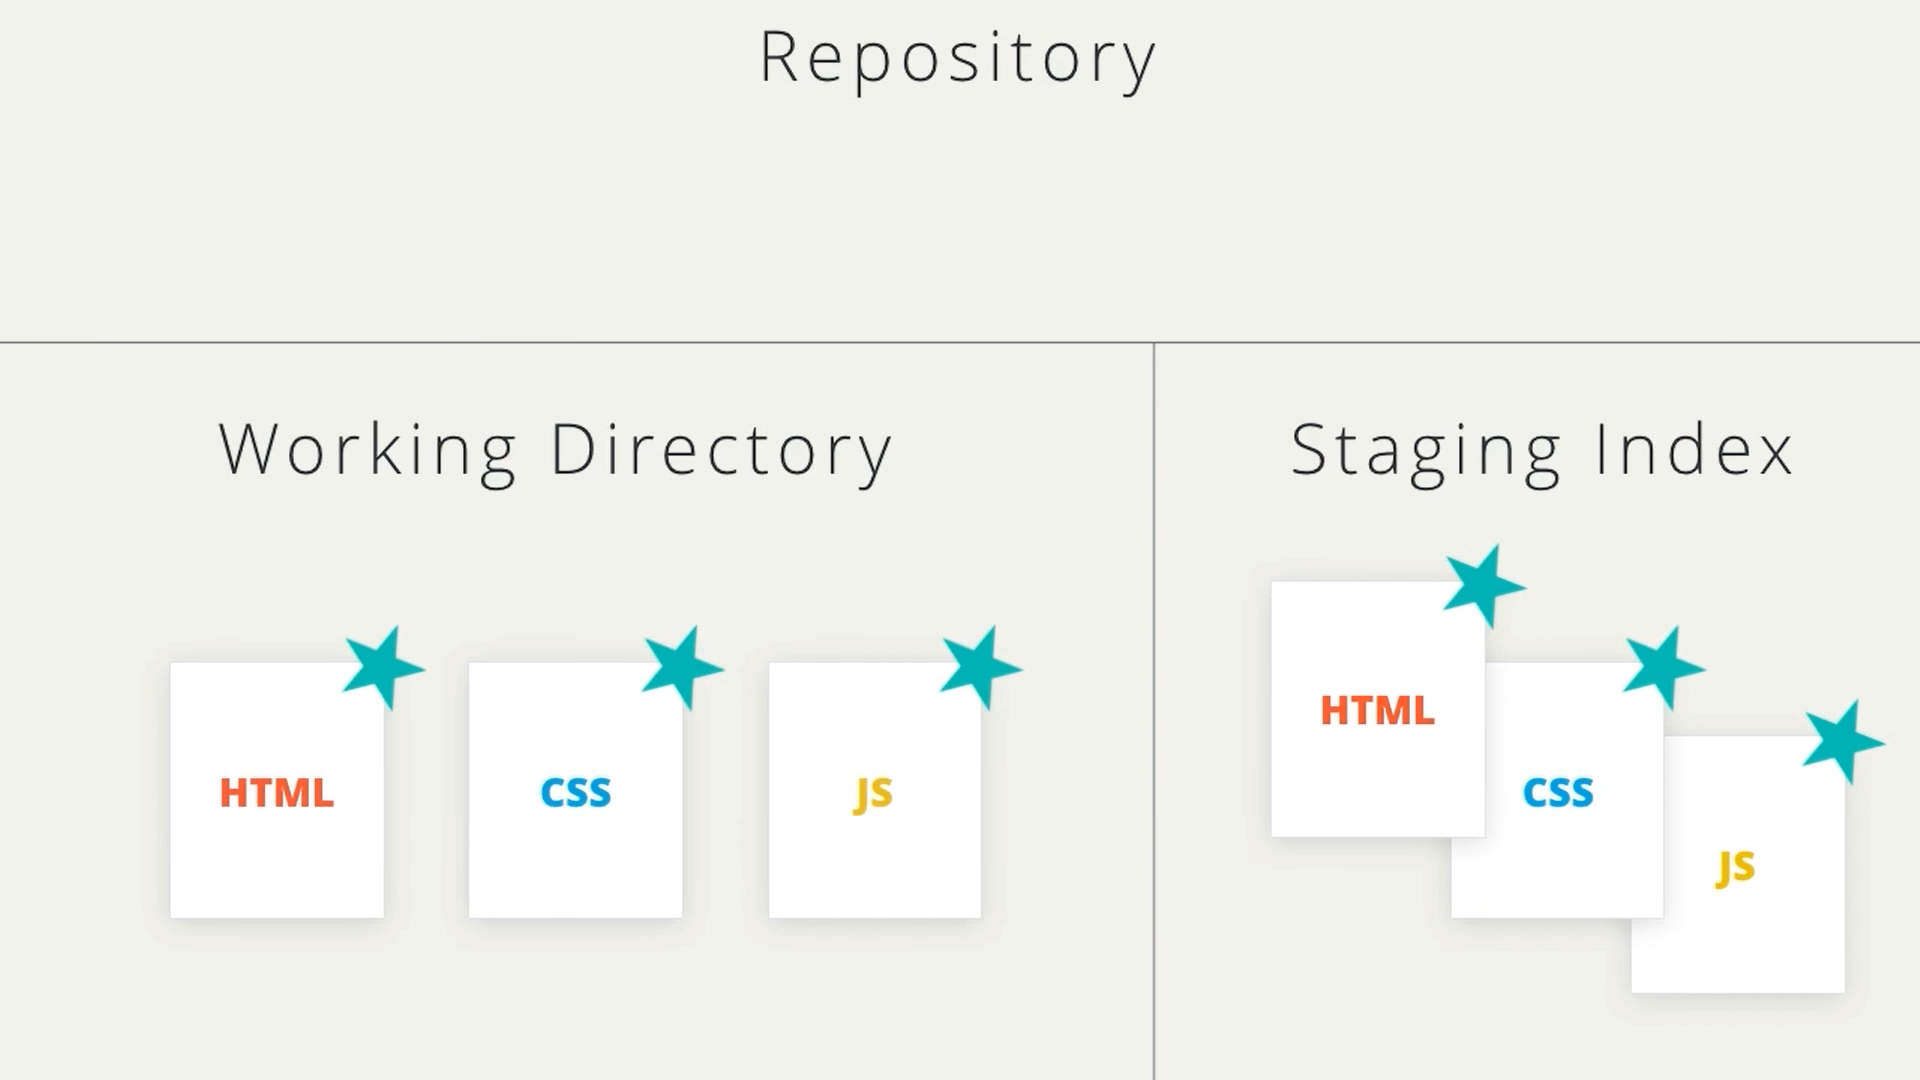 Repository
Working Directory
HTML
CSS
JS
Staging Index
HTML
CSS
JS